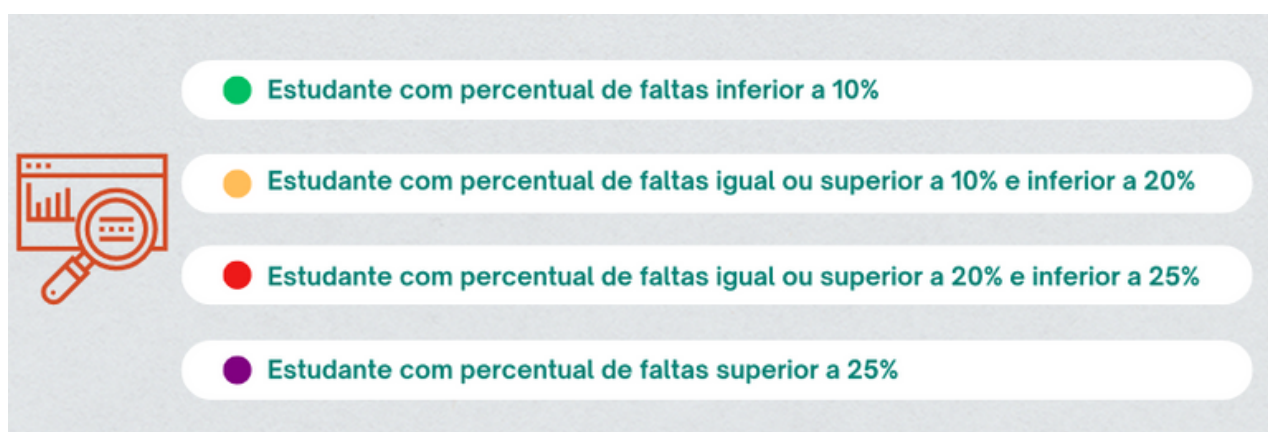 Estudante com percentual de faltas inferior a 10%
Estudante com percentual de faltas igual ou superior a 10% e inferior a 20%
Estudante com percentual de faltas igual ou superior a 20% e inferior a 25%
Estudante com percentual de faltas superior a 25%